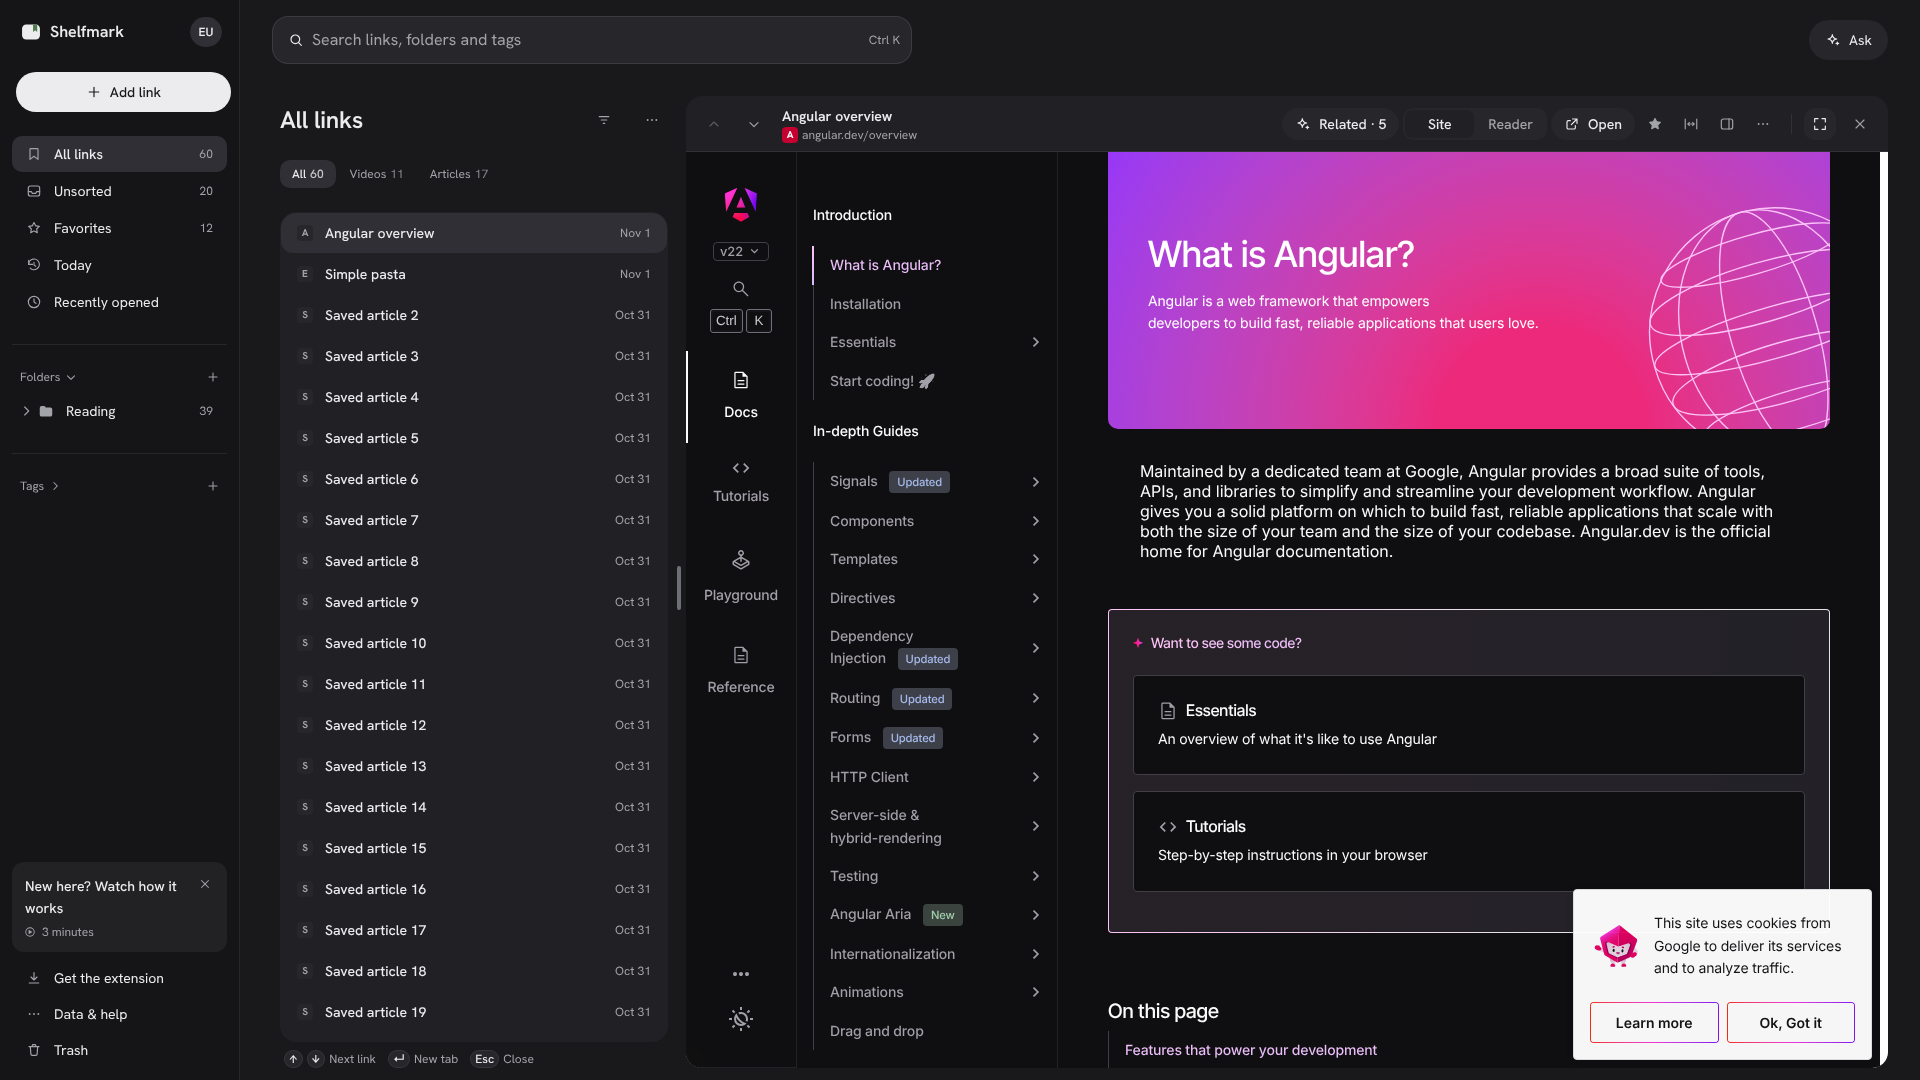 Shelfmark
EU
Add link
All links 60
Unsorted 20
Favorites 12
Today
Recently opened
Folders
Reading 39
Tags
New here? Watch how it
works
3 minutes
Get the extension
Data & help
Trash
Search links, folders and tags Ctrl K
Ask
All links
All 60 Videos 11 Articles 17
A Angular overview Nov 1
E Simple pasta Nov 1
S Saved article 2 Oct 31
S Saved article 3 Oct 31
S Saved article 4 Oct 31
S Saved article 5 Oct 31
S Saved article 6 Oct 31
S Saved article 7 Oct 31
S Saved article 8 Oct 31
S Saved article 9 Oct 31
S Saved article 10 Oct 31
S Saved article 11 Oct 31
S Saved article 12 Oct 31
S Saved article 13 Oct 31
S Saved article 14 Oct 31
S Saved article 15 Oct 31
S Saved article 16 Oct 31
S Saved article 17 Oct 31
S Saved article 18 Oct 31
S Saved article 19 Oct 31
Next link New tab Esc Close
Angular overview
A angular.dev/overview
Related · 5 Site Reader Open
v22
Ctrl K
Docs
Tutorials
Playground
Reference
Introduction
What is Angular?
Installation
Essentials
Start coding! 🚀
In-depth Guides
Signals Updated
Components
Templates
Directives
Dependency
Injection Updated
Routing Updated
Forms Updated
HTTP Client
Server-side &
hybrid-rendering
Testing
Angular Aria New
Internationalization
Animations
Drag and drop
What is Angular?
Angular is a web framework that empowers
developers to build fast, reliable applications that users love.
Maintained by a dedicated team at Google, Angular provides a broad suite of tools,
APIs, and libraries to simplify and streamline your development workflow. Angular
gives you a solid platform on which to build fast, reliable applications that scale with
both the size of your team and the size of your codebase. Angular.dev is the official
home for Angular documentation.
Want to see some code?
Essentials
An overview of what it's like to use Angular
Tutorials
Step-by-step instructions in your browser
On this page
Features that power your development
This site uses cookies from
Google to deliver its services
and to analyze traffic.
Learn more Ok, Got it